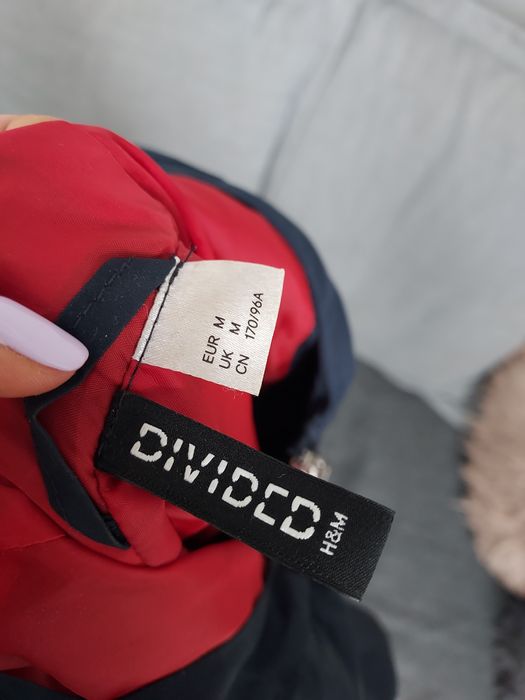 EUR M
UK M
CN 170/96A
DIVIDED
H&M